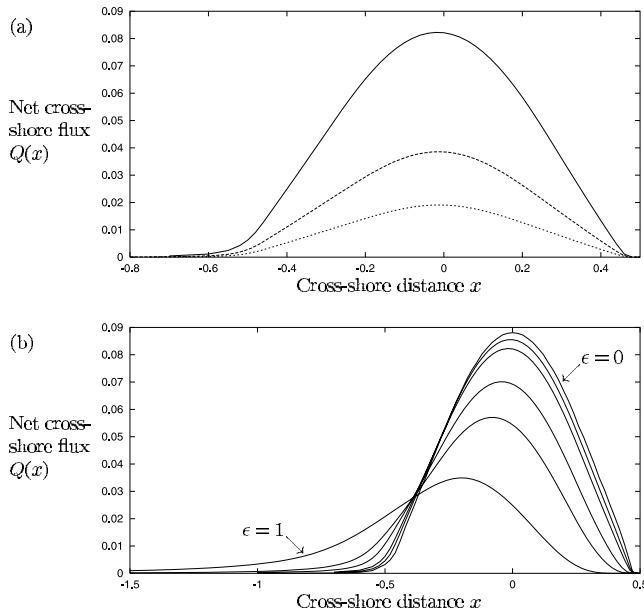 (a)
0.09
0.08
0.07
0.06
0.05
0.04
0.03
0.02
0.01
0
Net cross-
shore flux
Q(x)
-0.8 -0.6 -0.4 -0.2 0 0.2 0.4
Cross-shore distance x
(b)
0.09
0.08
0.07
0.06
0.05
0.04
0.03
0.02
0.01
0
Net cross-
shore flux
Q(x)
ϵ = 0
ϵ = 1
-1.5 -1 -0.5 0 0.5
Cross-shore distance x